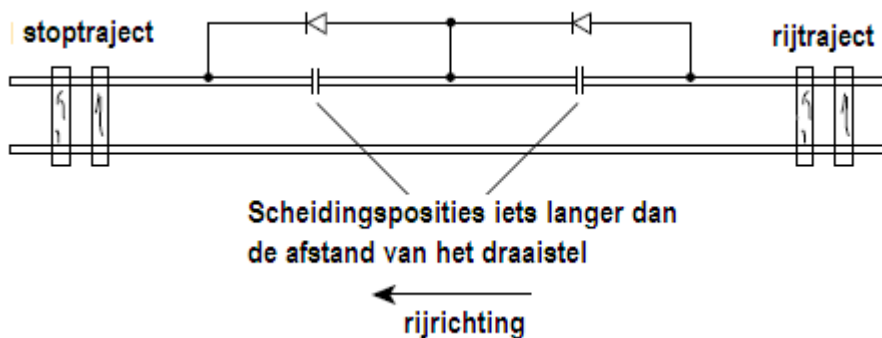 stoptraject
rijtraject
Scheidingsposities iets langer dan
de afstand van het draaistel
rijrichting